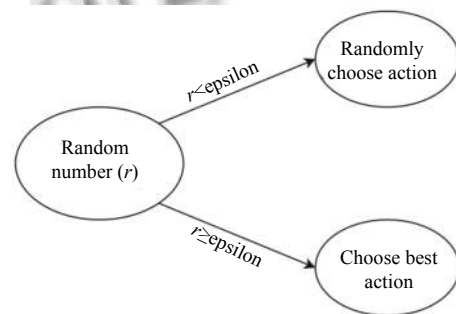 Randomly
choose action
r<epsilon
Random
number (r)
r≥epsilon
Choose best
action